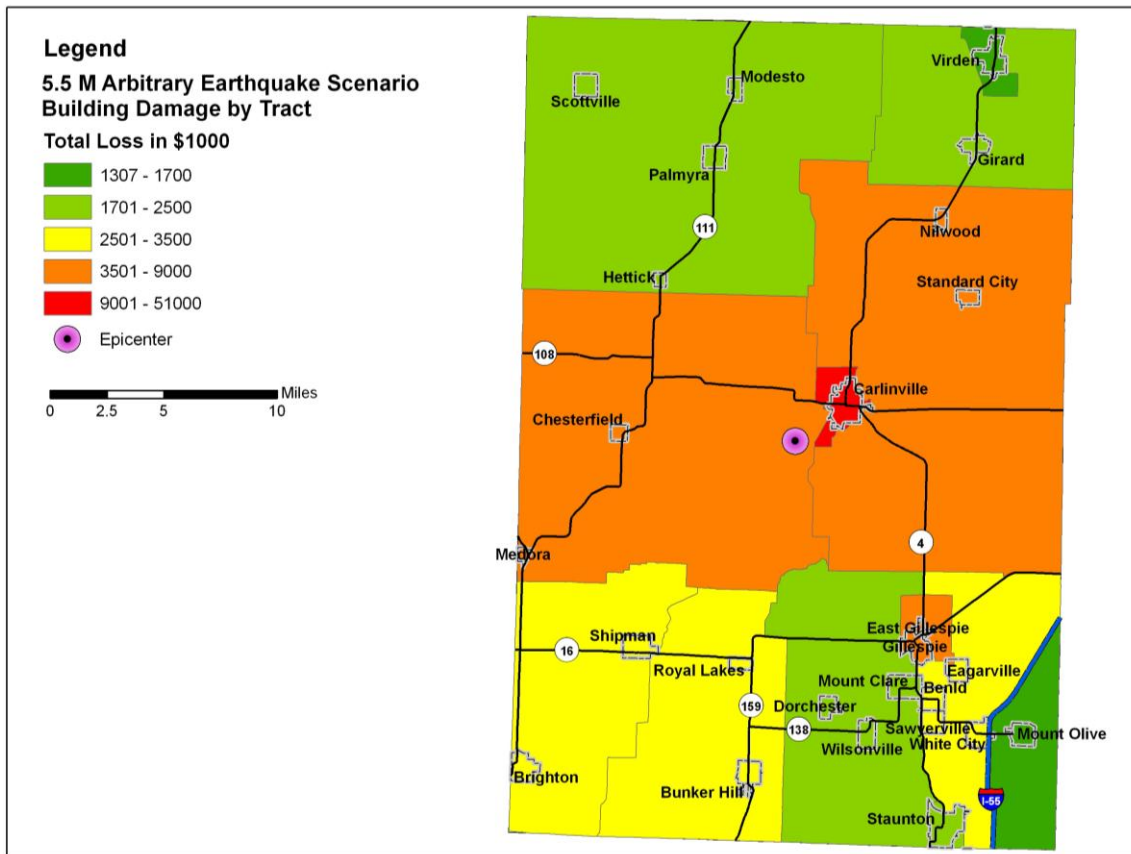 Legend
5.5 M Arbitrary Earthquake Scenario
Building Damage by Tract
Total Loss in $1000
1307 - 1700
1701 - 2500
2501 - 3500
3501 - 9000
9001 - 51000
Epicenter
Miles
0 2.5 5 10
Virden
Modesto
Scottville
Girard
Palmyra
111
Nilwood
Hettick
Standard City
108
Carlinville
Chesterfield
4
Medora
East Gillespie
Shipman
16
Gillespie
Royal Lakes
Eagarville
Mount Clare
Benld
159
Dorchester
138
Sawyerville
Mount Olive
Wilsonville
White City
Brighton
Bunker Hill
I-55
Staunton